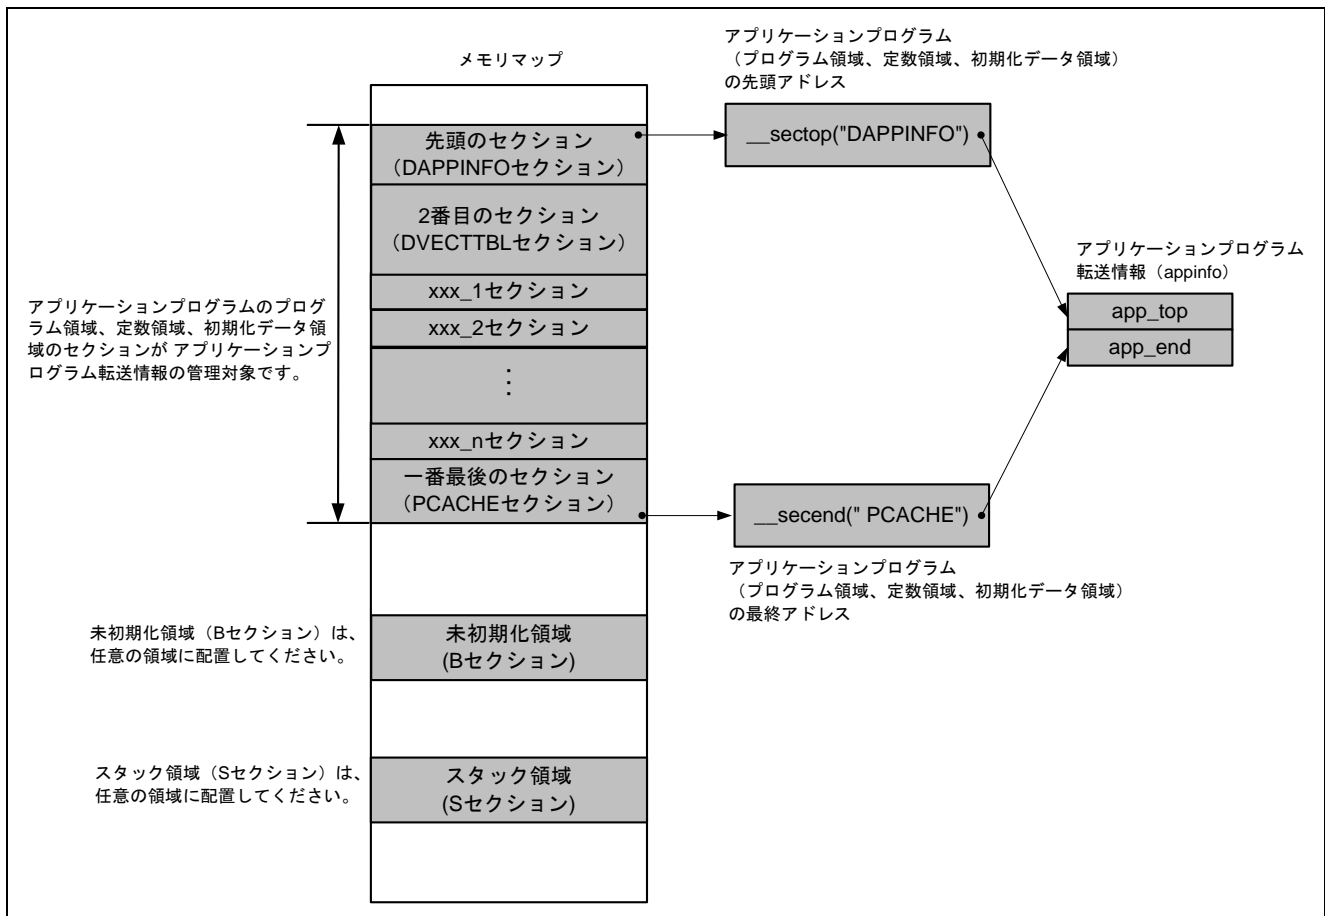 メモリマップ
アプリケーションプログラム
（プログラム領域、定数領域、初期化データ領域）
の先頭アドレス
先頭のセクション
（DAPPINFOセクション）
__sectop("DAPPINFO")
2番目のセクション
（DVECTTBLセクション）
アプリケーションプログラム
転送情報（appinfo）
app_top
app_end
アプリケーションプログラムのプログ
ラム領域、定数領域、初期化データ領
域のセクションが アプリケーションプ
ログラム転送情報の管理対象です。
xxx_1セクション
xxx_2セクション
⋮
xxx_nセクション
一番最後のセクション
（PCACHEセクション）
__secend(" PCACHE")
アプリケーションプログラム
（プログラム領域、定数領域、初期化データ領域）
の最終アドレス
未初期化領域（Bセクション）は、
任意の領域に配置してください。
未初期化領域
(Bセクション)
スタック領域（Sセクション）は、
任意の領域に配置してください。
スタック領域
(Sセクション)